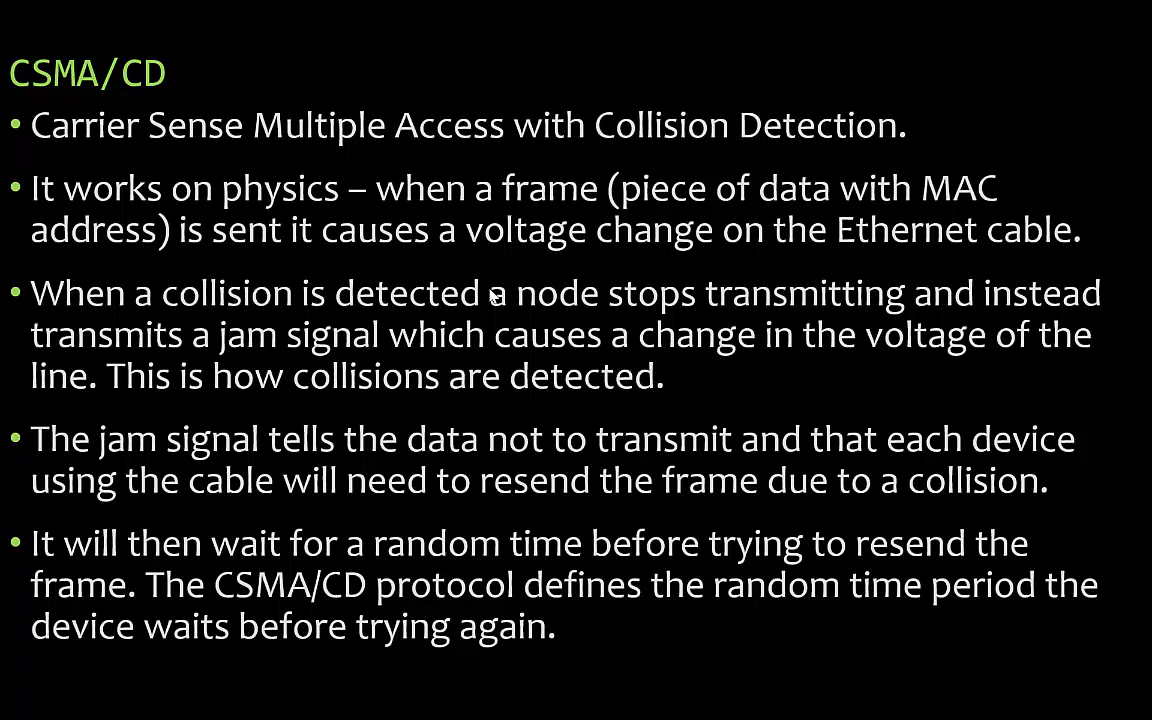 CSMA/CD
• Carrier Sense Multiple Access with Collision Detection.
• It works on physics – when a frame (piece of data with MAC
address) is sent it causes a voltage change on the Ethernet cable.
• When a collision is detected a node stops transmitting and instead
transmits a jam signal which causes a change in the voltage of the
line. This is how collisions are detected.
• The jam signal tells the data not to transmit and that each device
using the cable will need to resend the frame due to a collision.
• It will then wait for a random time before trying to resend the
frame. The CSMA/CD protocol defines the random time period the
device waits before trying again.